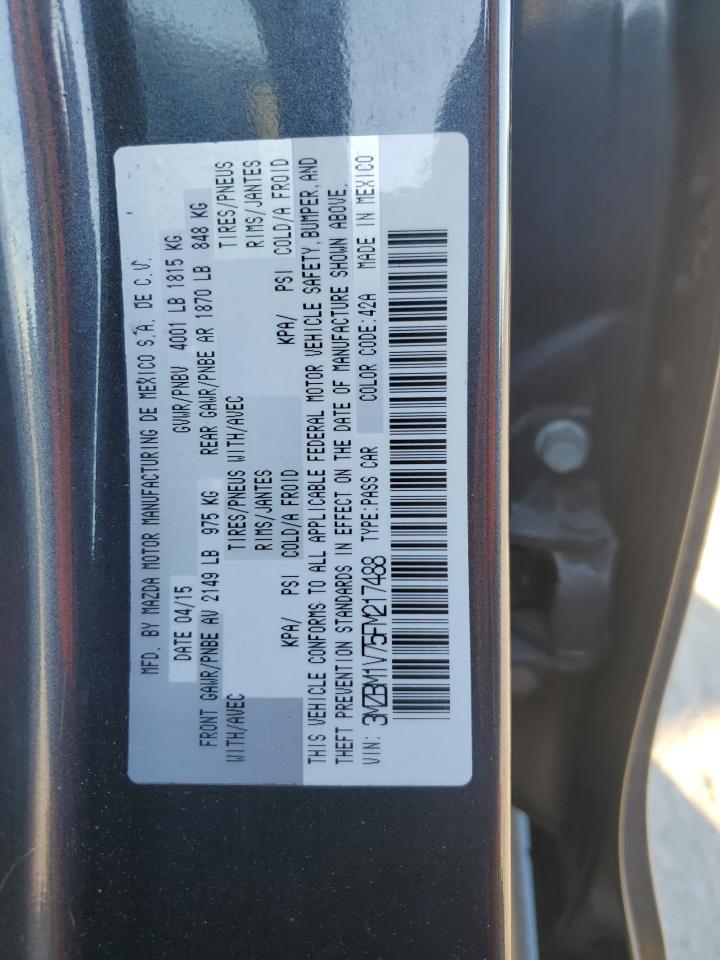 MFD. BY MAZDA MOTOR MANUFACTURING DE MEXICO S.A. DE C.V.
DATE 04/15 GVWR/PNBV 4001 LB 1815 KG
FRONT GAWR/PNBE AV 2149 LB 975 KG REAR GAWR/PNBE AR 1870 LB 848 KG
WITH/AVEC TIRES/PNEUS WITH/AVEC TIRES/PNEUS
RIMS/JANTES RIMS/JANTES
KPA/ PSI COLD/A FROID KPA/ PSI COLD/A FROID
THIS VEHICLE CONFORMS TO ALL APPLICABLE FEDERAL MOTOR VEHICLE SAFETY, BUMPER, AND
THEFT PREVENTION STANDARDS IN EFFECT ON THE DATE OF MANUFACTURE SHOWN ABOVE.
VIN: 3MZBM1V75FM217488 TYPE:PASS CAR COLOR CODE:42A MADE IN MEXICO